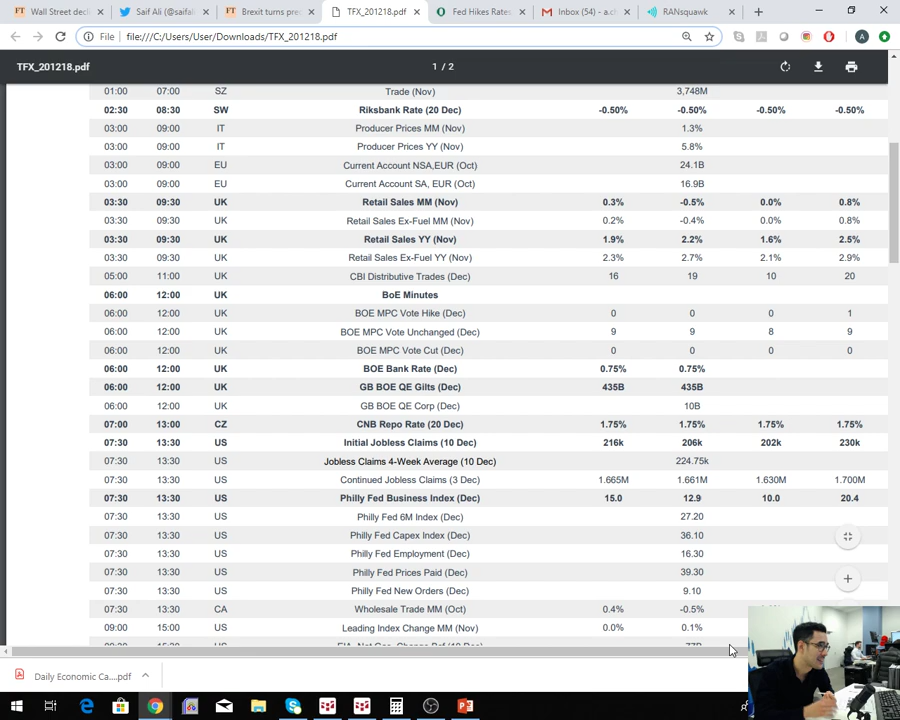 Wall Street decli
Saif Ali (@saifal
Brexit turns pres
TFX_201218.pdf
Fed Hikes Rates
Inbox (54) - a.ch
RANsquawk
File
file:///C:/Users/User/Downloads/TFX_201218.pdf
A
TFX_201218.pdf
1 / 2
01:00 07:00 SZ Trade (Nov) 3,748M
02:30 08:30 SW Riksbank Rate (20 Dec) -0.50% -0.50% -0.50% -0.50%
03:00 09:00 IT Producer Prices MM (Nov) 1.3%
03:00 09:00 IT Producer Prices YY (Nov) 5.8%
03:00 09:00 EU Current Account NSA,EUR (Oct) 24.1B
03:00 09:00 EU Current Account SA, EUR (Oct) 16.9B
03:30 09:30 UK Retail Sales MM (Nov) 0.3% -0.5% 0.0% 0.8%
03:30 09:30 UK Retail Sales Ex-Fuel MM (Nov) 0.2% -0.4% 0.0% 0.8%
03:30 09:30 UK Retail Sales YY (Nov) 1.9% 2.2% 1.6% 2.5%
03:30 09:30 UK Retail Sales Ex-Fuel YY (Nov) 2.3% 2.7% 2.1% 2.9%
05:00 11:00 UK CBI Distributive Trades (Dec) 16 19 10 20
06:00 12:00 UK BoE Minutes
06:00 12:00 UK BOE MPC Vote Hike (Dec) 0 0 0 1
06:00 12:00 UK BOE MPC Vote Unchanged (Dec) 9 9 8 9
06:00 12:00 UK BOE MPC Vote Cut (Dec) 0 0 0 0
06:00 12:00 UK BOE Bank Rate (Dec) 0.75% 0.75%
06:00 12:00 UK GB BOE QE Gilts (Dec) 435B 435B
06:00 12:00 UK GB BOE QE Corp (Dec) 10B
07:00 13:00 CZ CNB Repo Rate (20 Dec) 1.75% 1.75% 1.75% 1.75%
07:30 13:30 US Initial Jobless Claims (10 Dec) 216k 206k 202k 230k
07:30 13:30 US Jobless Claims 4-Week Average (10 Dec) 224.75k
07:30 13:30 US Continued Jobless Claims (3 Dec) 1.665M 1.661M 1.630M 1.700M
07:30 13:30 US Philly Fed Business Index (Dec) 15.0 12.9 10.0 20.4
07:30 13:30 US Philly Fed 6M Index (Dec) 27.20
07:30 13:30 US Philly Fed Capex Index (Dec) 36.10
07:30 13:30 US Philly Fed Employment (Dec) 16.30
07:30 13:30 US Philly Fed Prices Paid (Dec) 39.30
07:30 13:30 US Philly Fed New Orders (Dec) 9.10
07:30 13:30 CA Wholesale Trade MM (Oct) 0.4% -0.5%
09:00 15:00 US Leading Index Change MM (Nov) 0.0% 0.1%
Daily Economic Ca....pdf